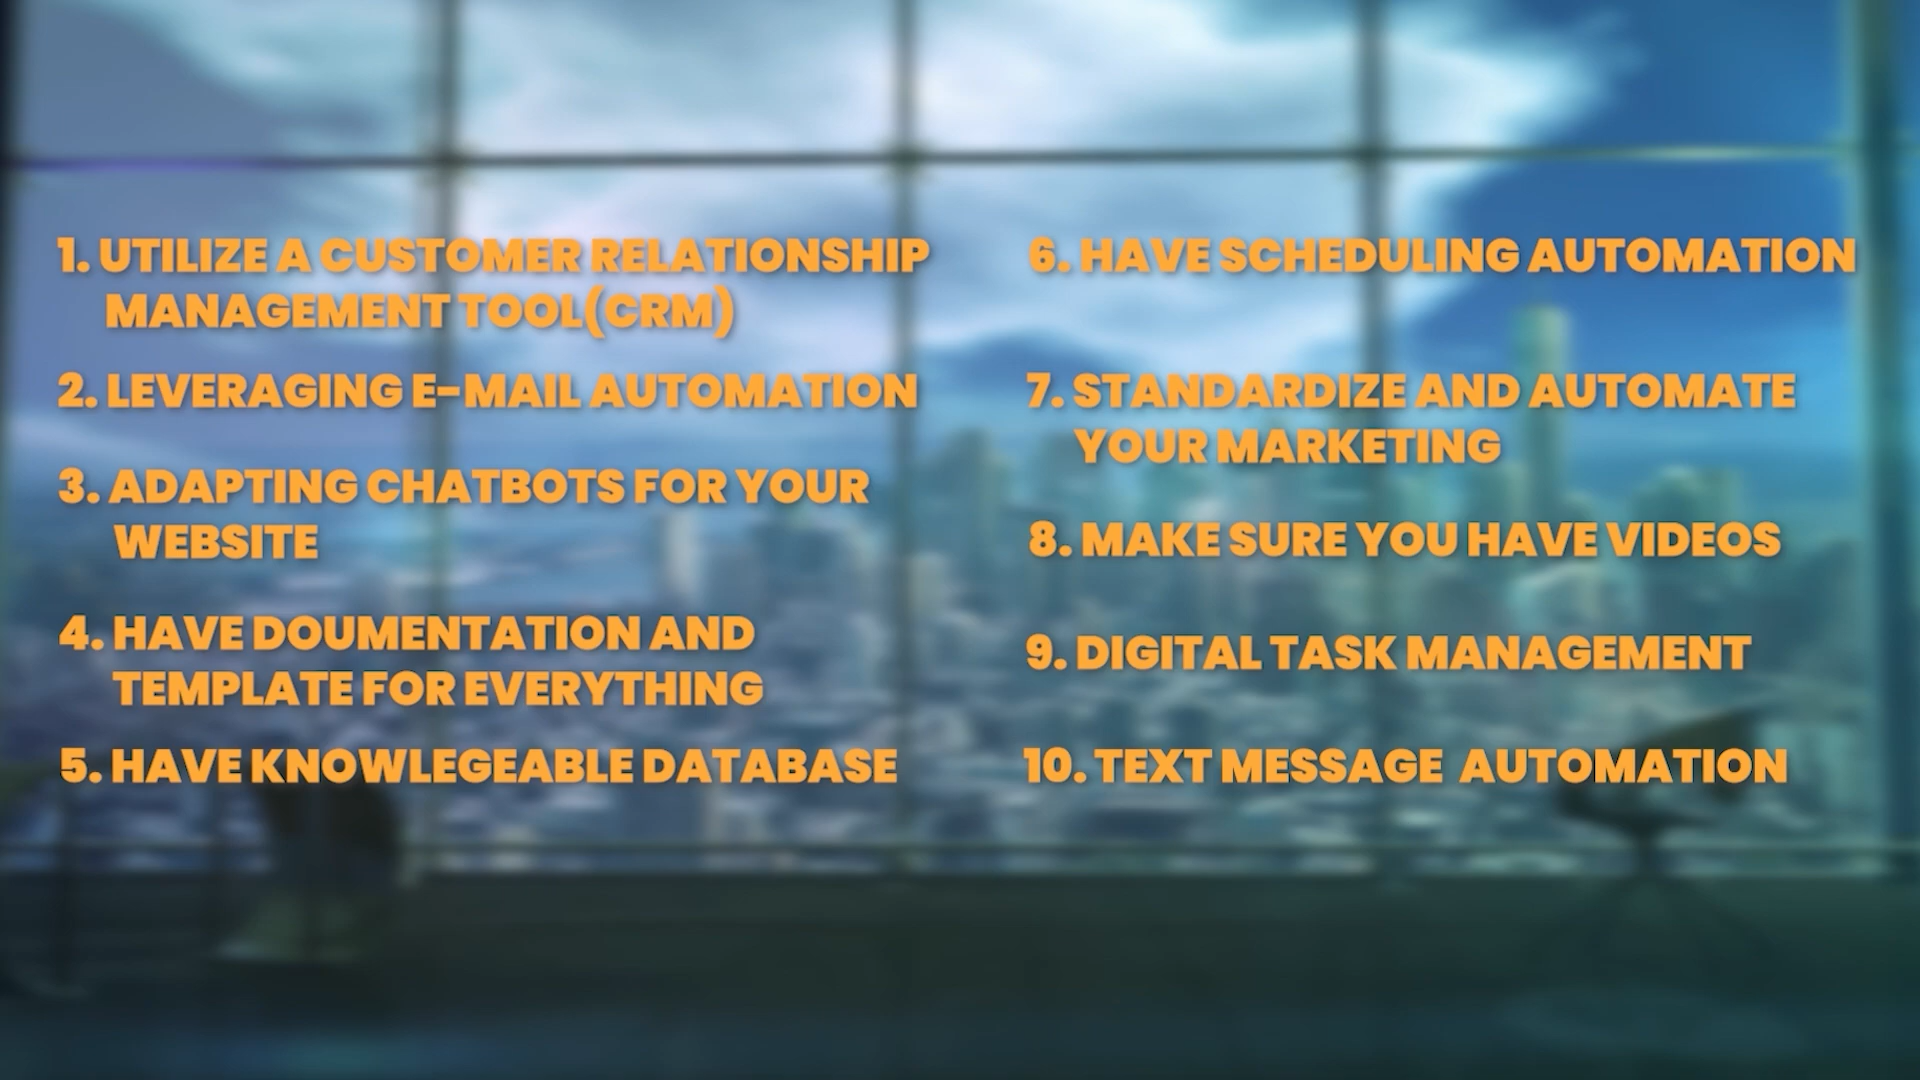 1. UTILIZE A CUSTOMER RELATIONSHIP
MANAGEMENT TOOL(CRM)
2. LEVERAGING E-MAIL AUTOMATION
3. ADAPTING CHATBOTS FOR YOUR
WEBSITE
4. HAVE DOUMENTATION AND
TEMPLATE FOR EVERYTHING
5. HAVE KNOWLEGEABLE DATABASE
6. HAVE SCHEDULING AUTOMATION
7. STANDARDIZE AND AUTOMATE
YOUR MARKETING
8. MAKE SURE YOU HAVE VIDEOS
9. DIGITAL TASK MANAGEMENT
10. TEXT MESSAGE AUTOMATION